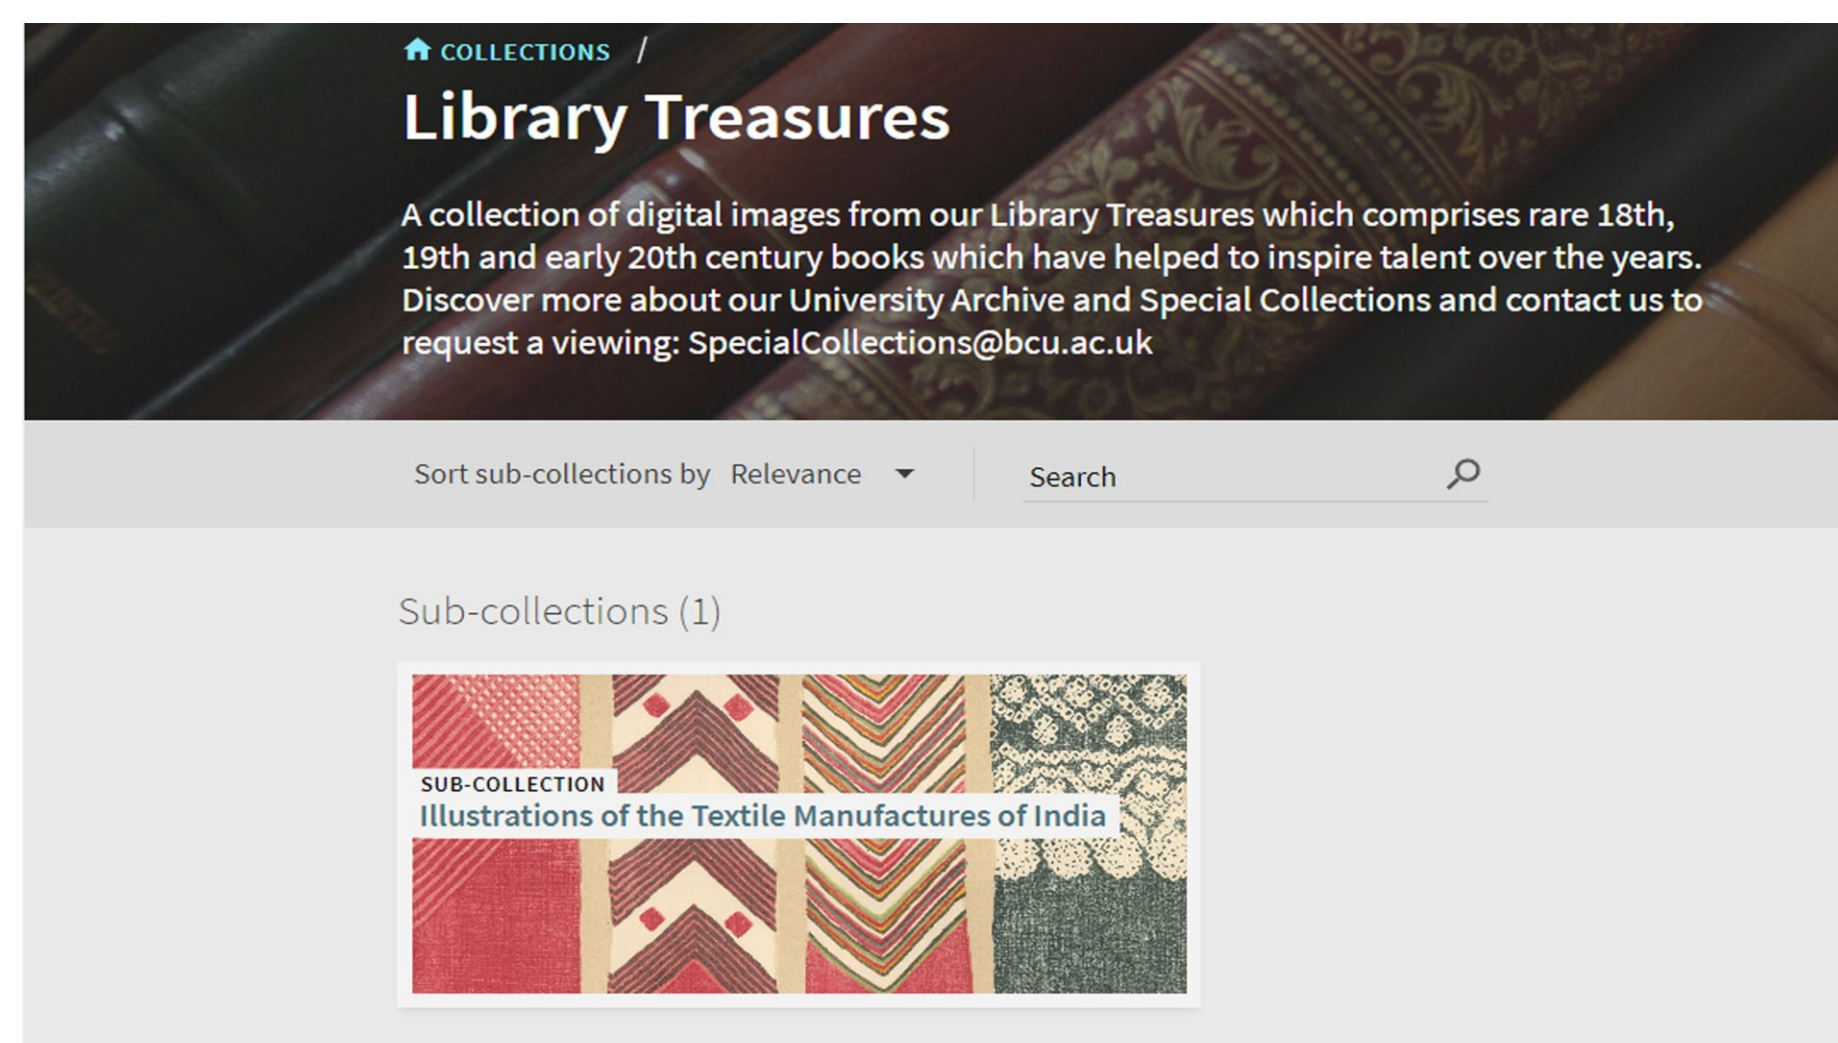 COLLECTIONS /
Library Treasures
A collection of digital images from our Library Treasures which comprises rare 18th,
19th and early 20th century books which have helped to inspire talent over the years.
Discover more about our University Archive and Special Collections and contact us to
request a viewing: SpecialCollections@bcu.ac.uk
Sort sub-collections by Relevance
Search
Sub-collections (1)
SUB-COLLECTION
Illustrations of the Textile Manufactures of India